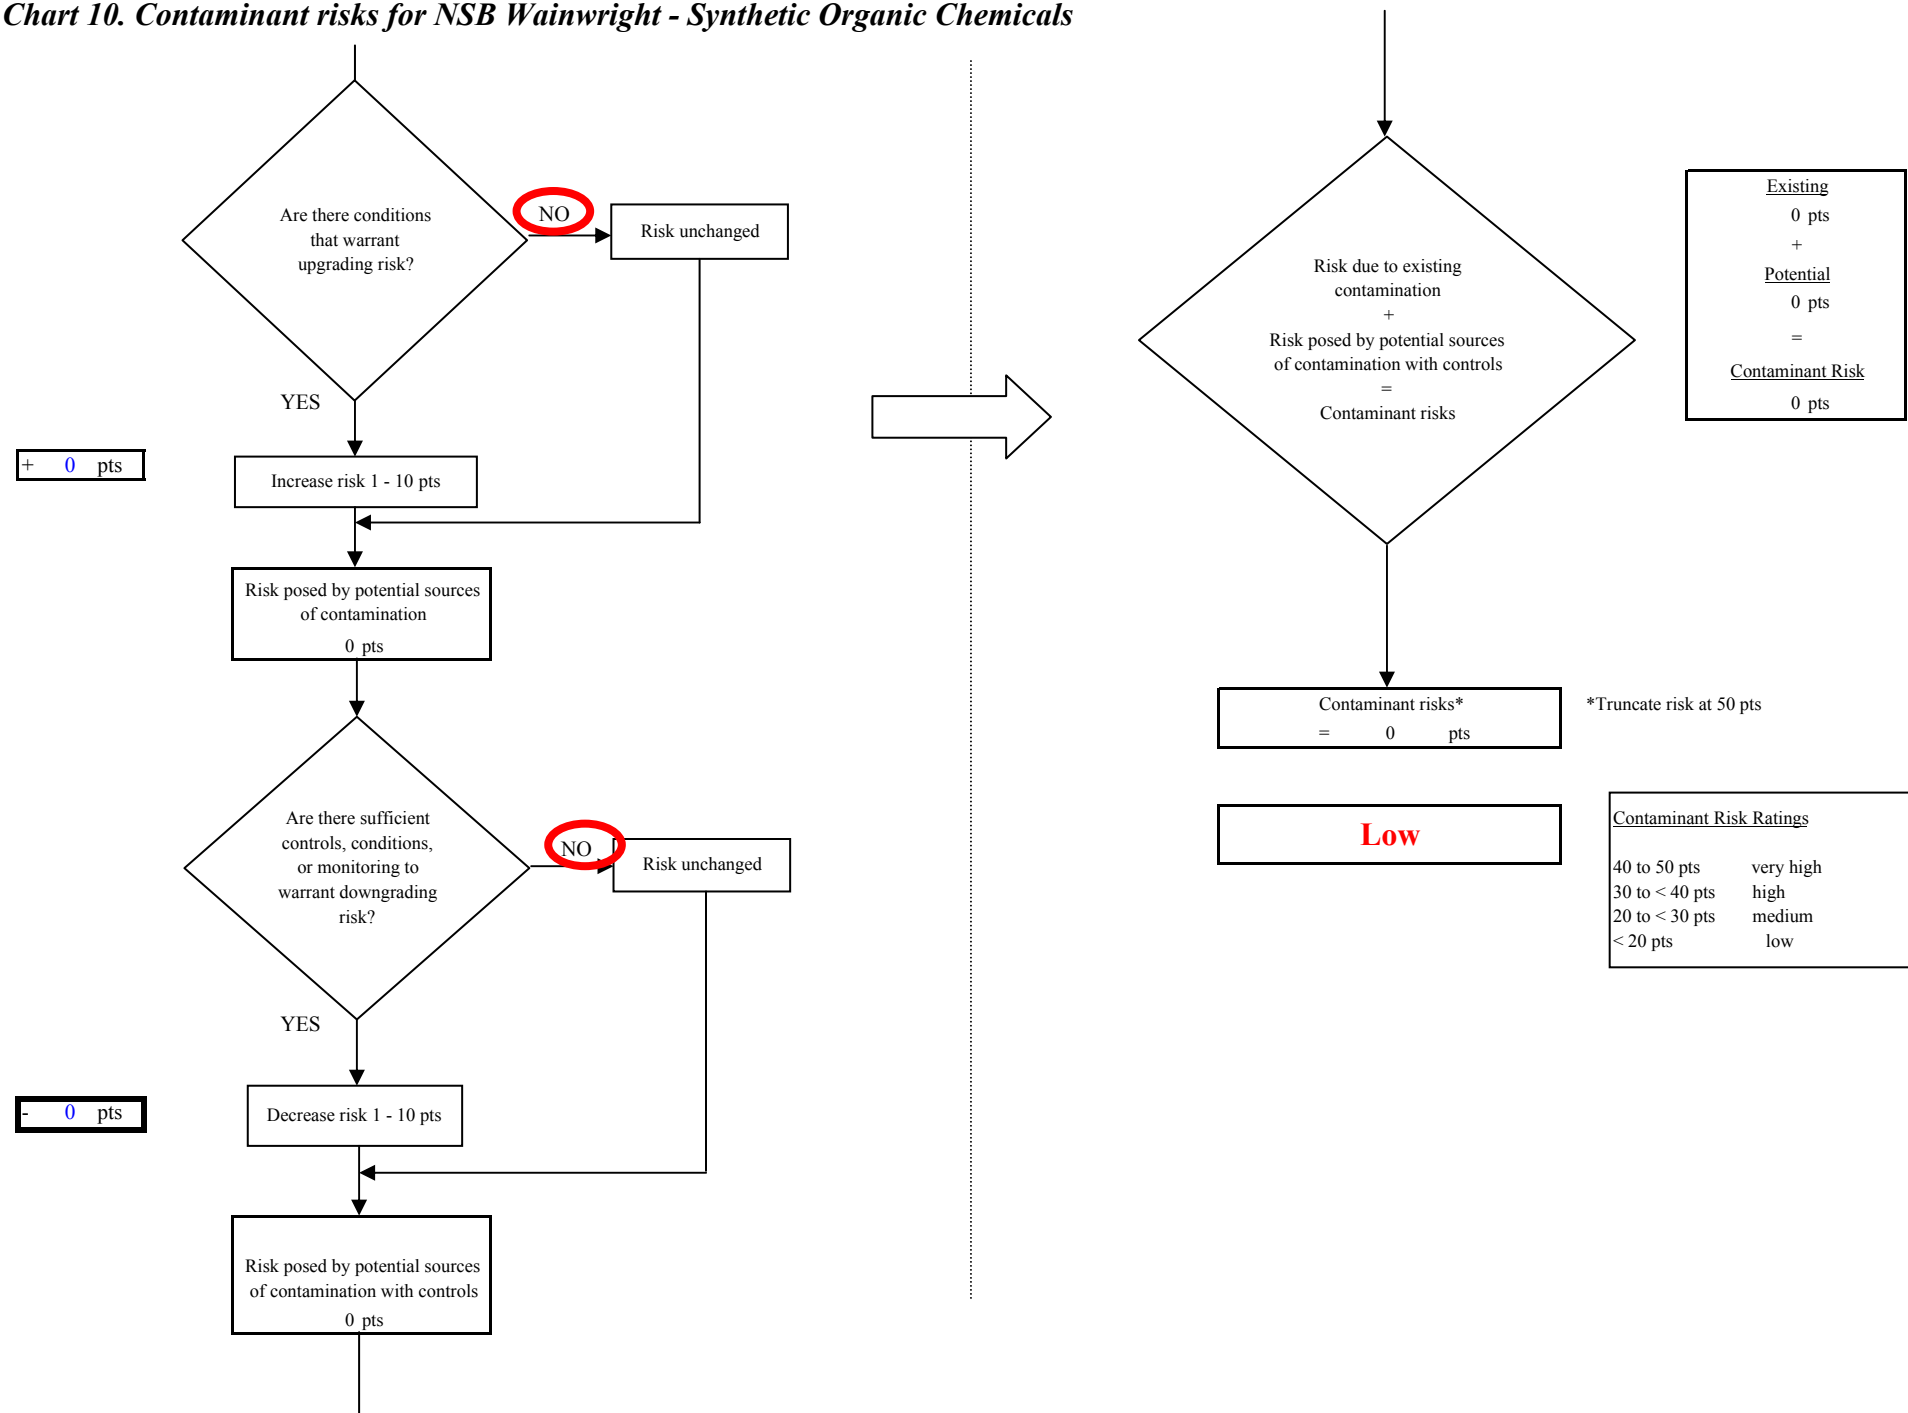 Chart 10. Contaminant risks for NSB Wainwright - Synthetic Organic Chemicals
Are there conditions
that warrant
upgrading risk?
NO
Risk unchanged
YES
+ 0 pts
Increase risk 1 - 10 pts
Risk posed by potential sources
of contamination
0 pts
Are there sufficient
controls, conditions,
or monitoring to
warrant downgrading
risk?
NO
Risk unchanged
YES
- 0 pts
Decrease risk 1 - 10 pts
Risk posed by potential sources
of contamination with controls
0 pts
Risk due to existing
contamination
+
Risk posed by potential sources
of contamination with controls
=
Contaminant risks
Existing
0 pts
+
Potential
0 pts
=
Contaminant Risk
0 pts
Contaminant risks*
= 0 pts
*Truncate risk at 50 pts
Low
Contaminant Risk Ratings
40 to 50 pts very high
30 to < 40 pts high
20 to < 30 pts medium
< 20 pts low